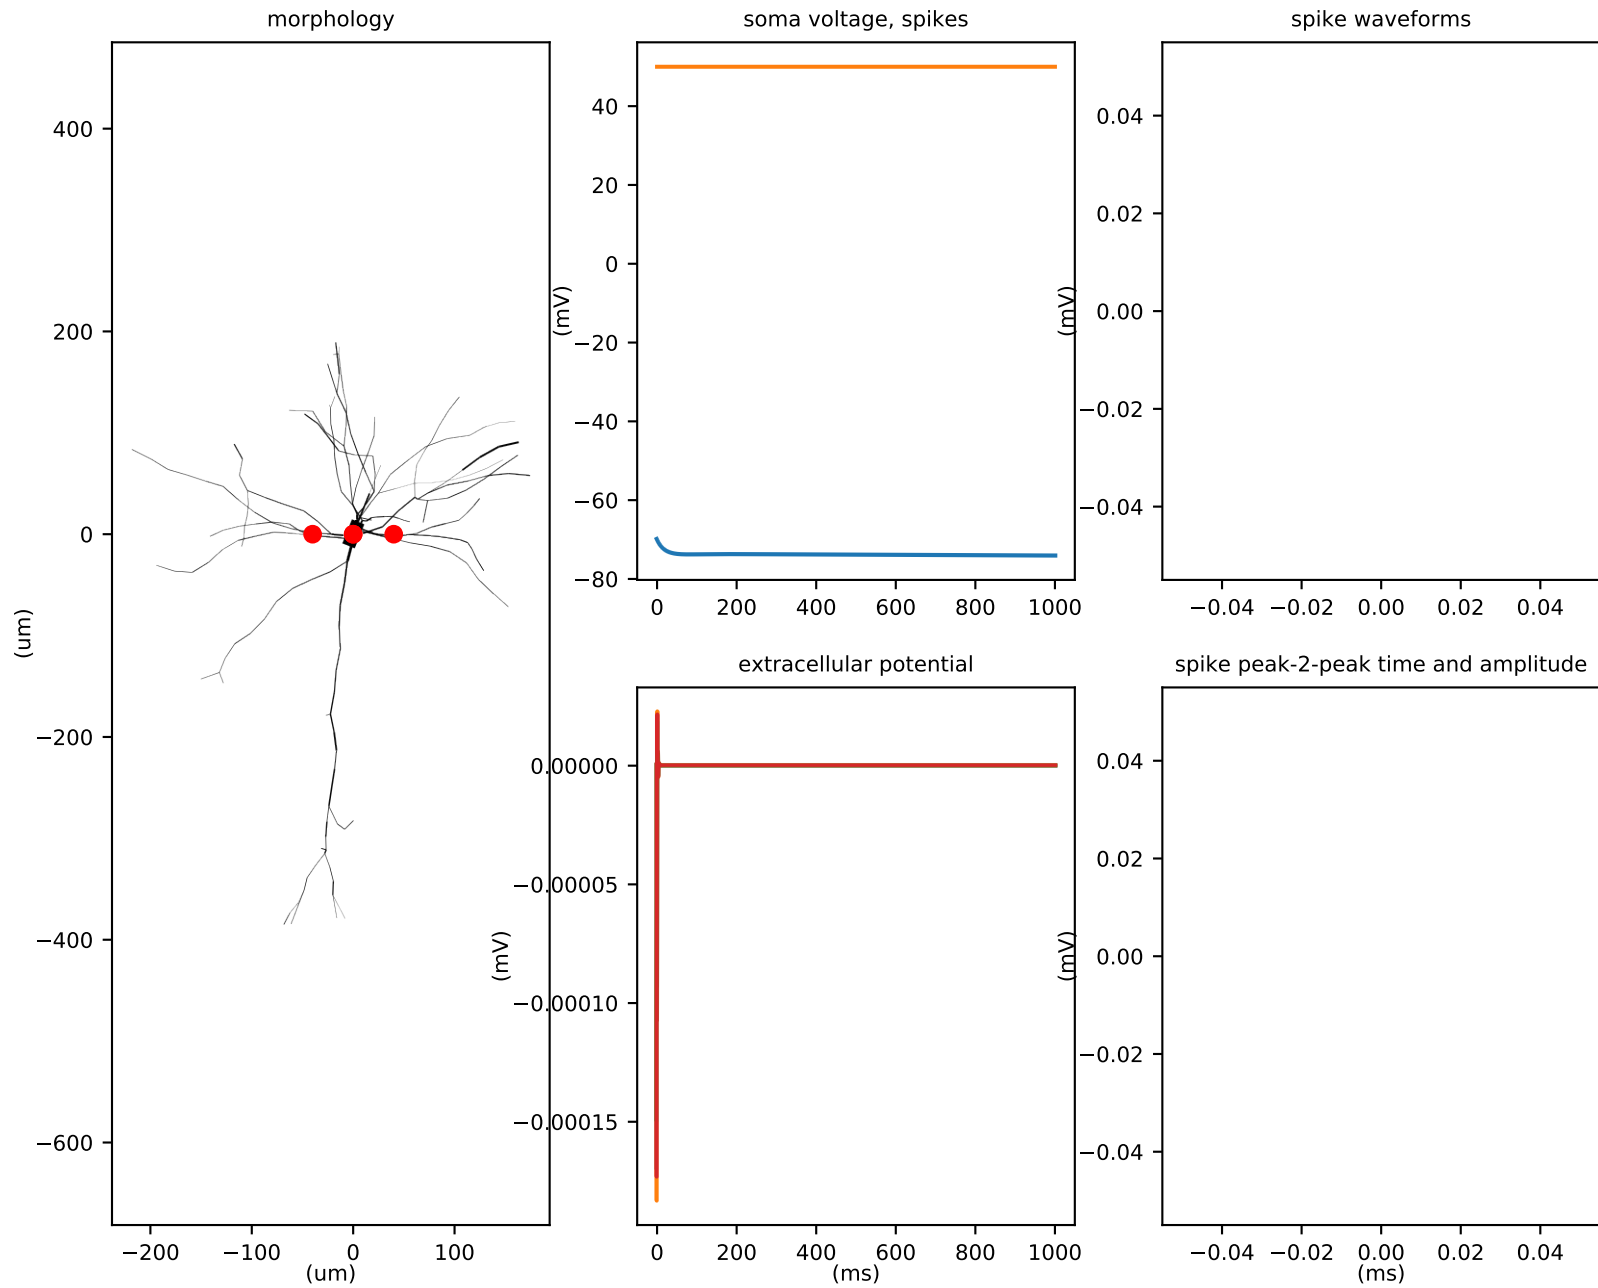 morphology
400
200
0
−200
−400
−600
(um)
−200 −100 0 100
(um)
soma voltage, spikes
40
20
0
−20
−40
−60
−80
(mV)
0 200 400 600 800 1000
spike waveforms
0.04
0.02
0.00
−0.02
−0.04
(mV)
−0.04 −0.02 0.00 0.02 0.04
extracellular potential
0.00000
−0.00005
−0.00010
−0.00015
(mV)
0 200 400 600 800 1000
(ms)
spike peak-2-peak time and amplitude
0.04
0.02
0.00
−0.02
−0.04
(mV)
−0.04 −0.02 0.00 0.02 0.04
(ms)